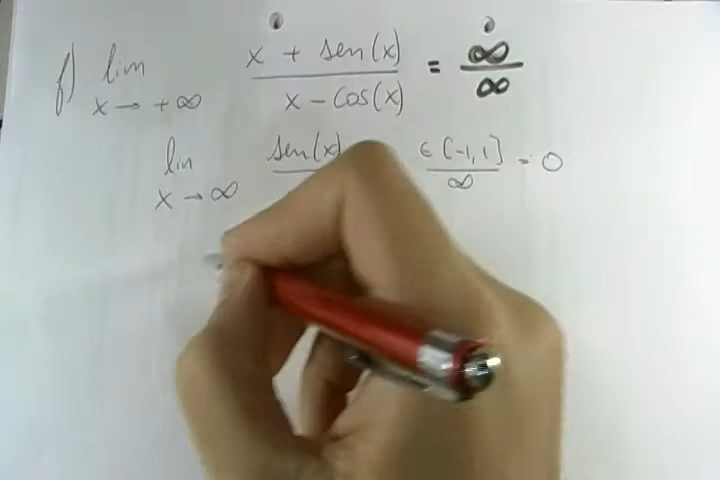 f) lim x → +∞ x + sen(x) / x - cos(x) = ∞ / ∞
lim x → ∞ sen(x) ∈ [-1, 1] / ∞ = 0